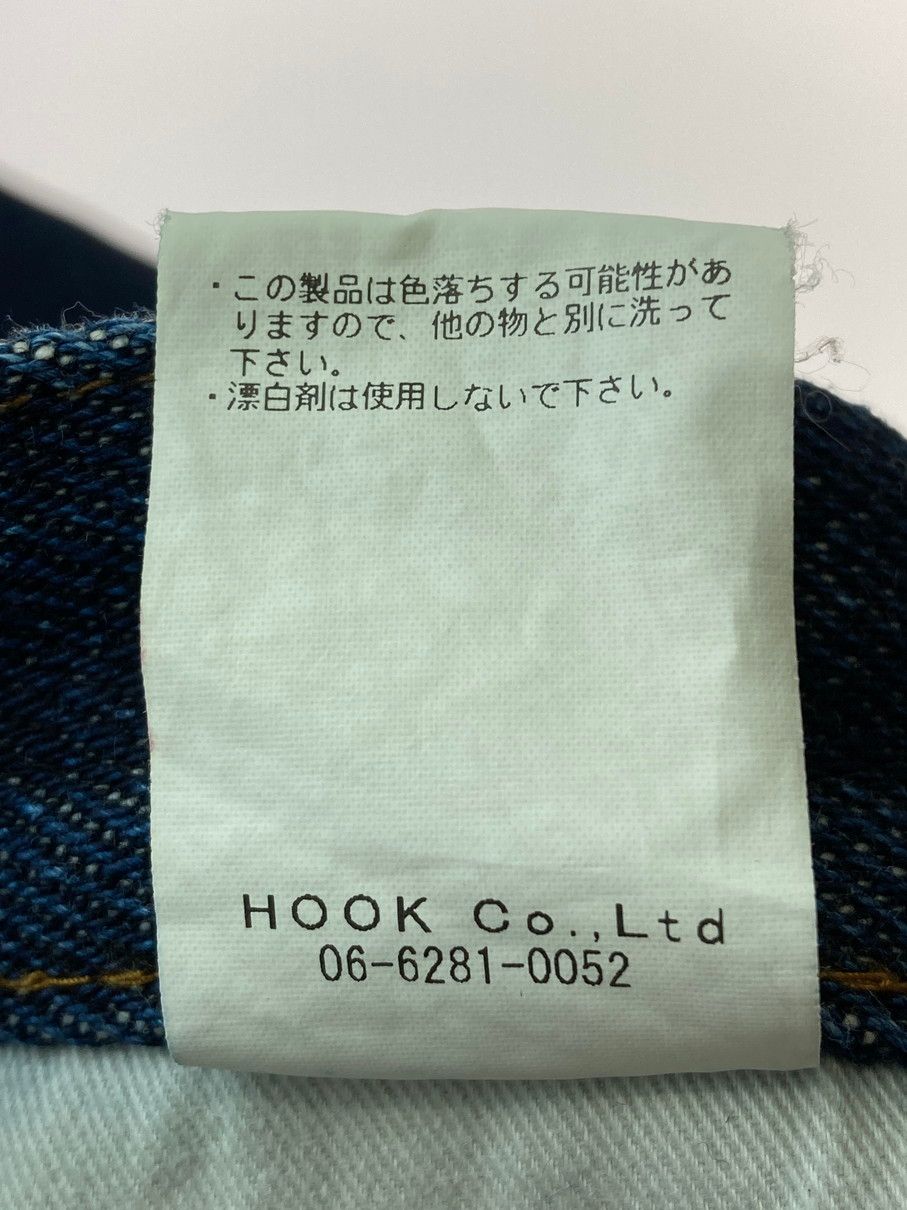 ・この製品は色落ちする可能性があ
りますので、他の物と別に洗って
下さい。
・漂白剤は使用しないで下さい。
HOOK Co.,Ltd
06-6281-0052